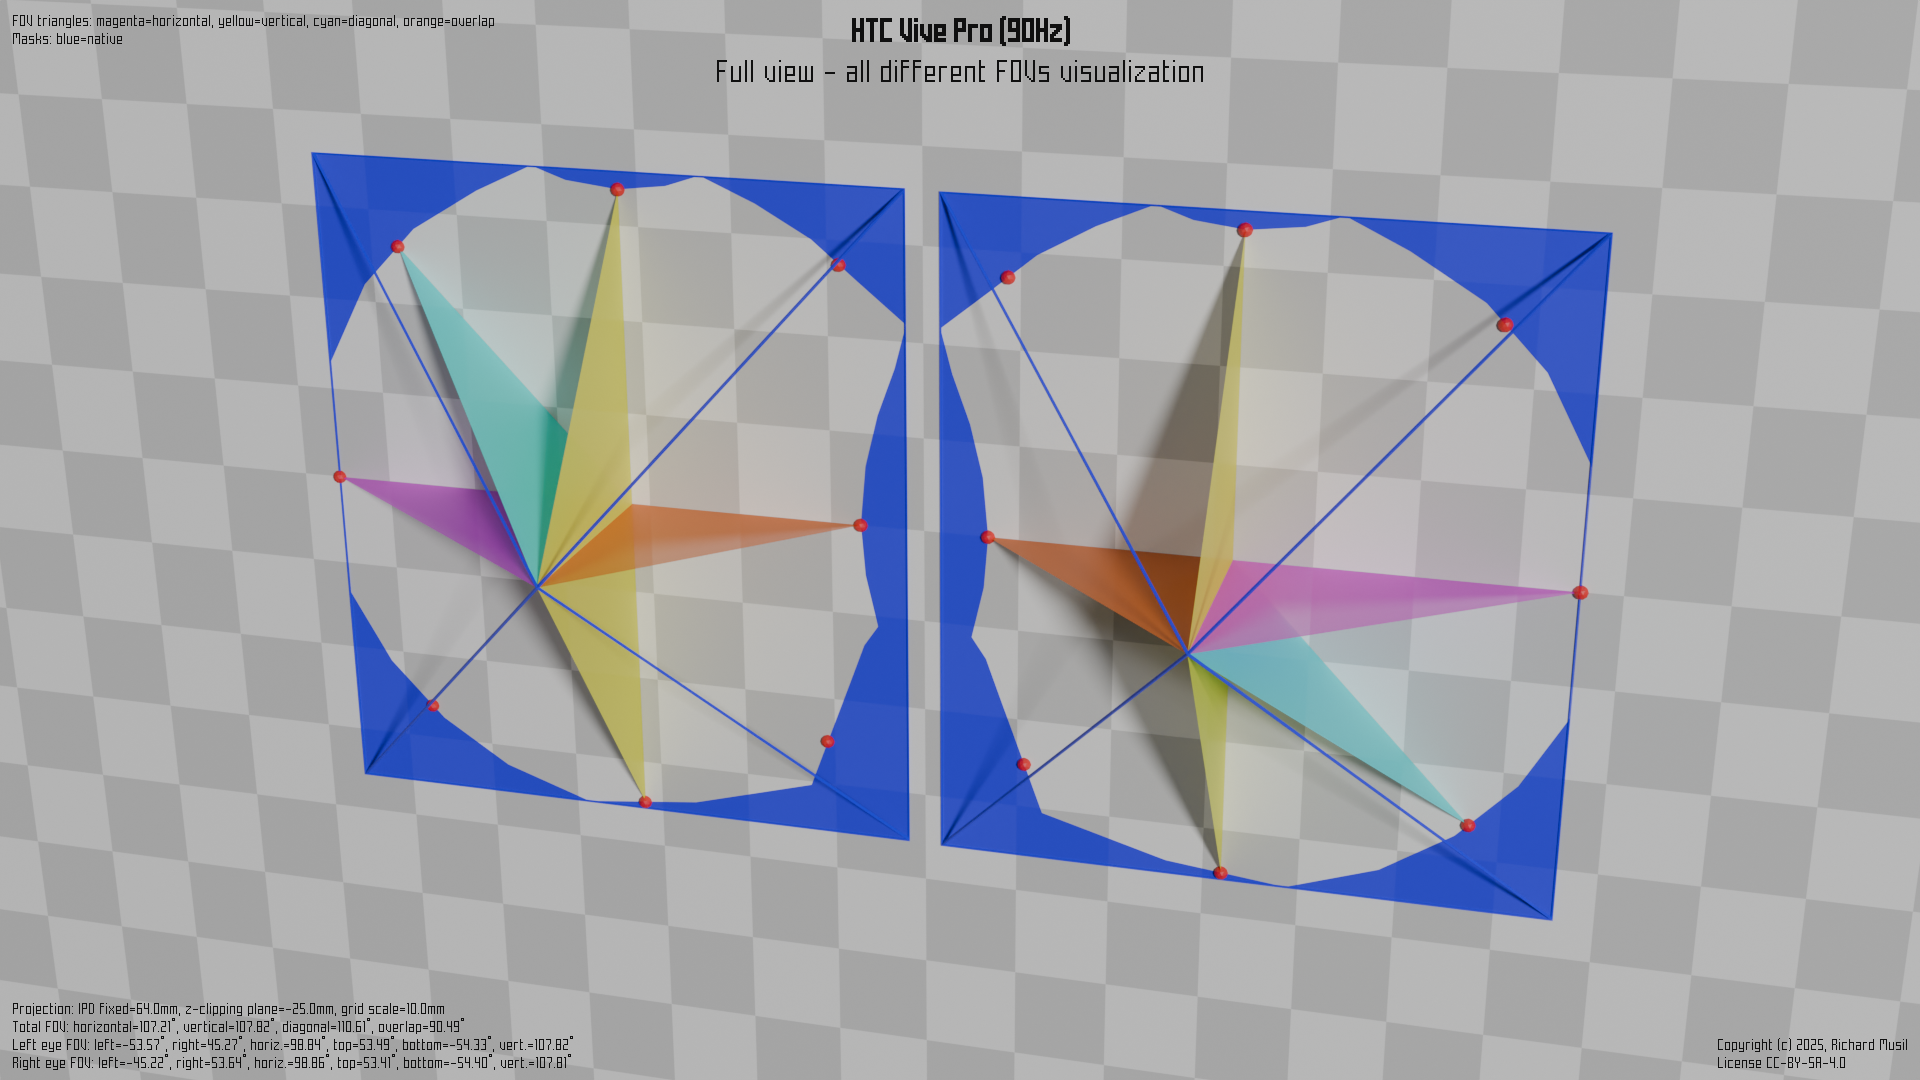 FOV triangles: magenta=horizontal, yellow=vertical, cyan=diagonal, orange=overlap
Masks: blue=native
HTC Vive Pro (90Hz)
Full view - all different FOVs visualization
Projection: IPD fixed=64.0mm, z-clipping plane=-25.0mm, grid scale=10.0mm
Total FOV: horizontal=107.21°, vertical=107.82°, diagonal=110.61°, overlap=90.49°
Left eye FOV: left=-53.57°, right=45.27°, horiz.=98.84°, top=53.49°, bottom=-54.33°, vert.=107.82°
Right eye FOV: left=-45.22°, right=53.64°, horiz.=98.86°, top=53.41°, bottom=-54.40°, vert.=107.81°
Copyright (c) 2025, Richard Musil
License CC-BY-SA-4.0